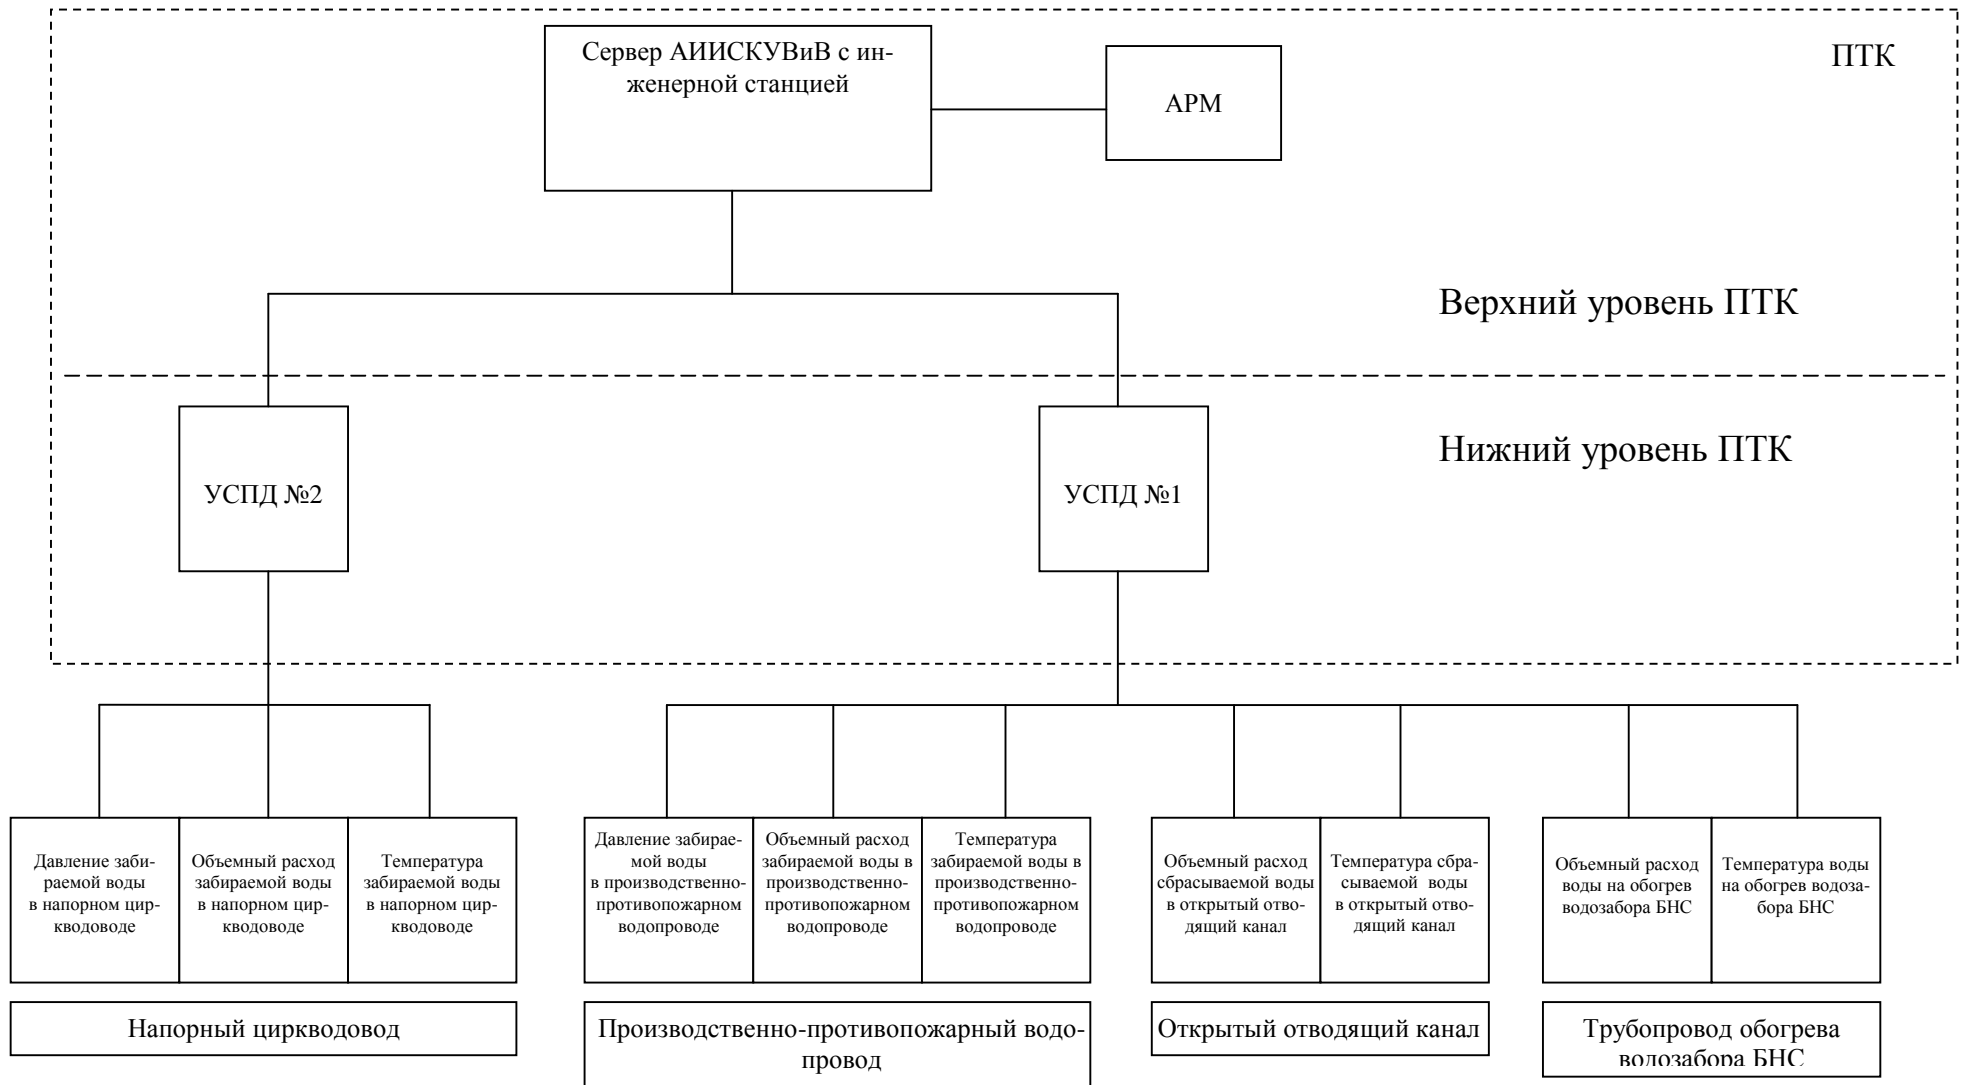 Сервер АИИСКУВиВ с ин-
женерной станцией
АРМ
ПТК
Верхний уровень ПТК
Нижний уровень ПТК
УСПД №2
УСПД №1
Давление заби-
раемой воды
в напорном цир-
кводоводе
Объемный расход
забираемой воды
в напорном цир-
кводоводе
Температура
забираемой воды
в напорном цир-
кводоводе
Давление забирае-
мой воды
в производственно-
противопожарном
водопроводе
Объемный расход
забираемой воды в
производственно-
противопожарном
водопроводе
Температура
забираемой воды в
производственно-
противопожарном
водопроводе
Объемный расход
сбрасываемой воды
в открытый отво-
дящий канал
Температура сбра-
сываемой воды
в открытый отво-
дящий канал
Объемный расход
воды на обогрев
водозабора БНС
Температура воды
на обогрев водоза-
бора БНС
Напорный циркводовод
Производственно-противопожарный водо-
провод
Открытый отводящий канал
Трубопровод обогрева
водозабора БНС